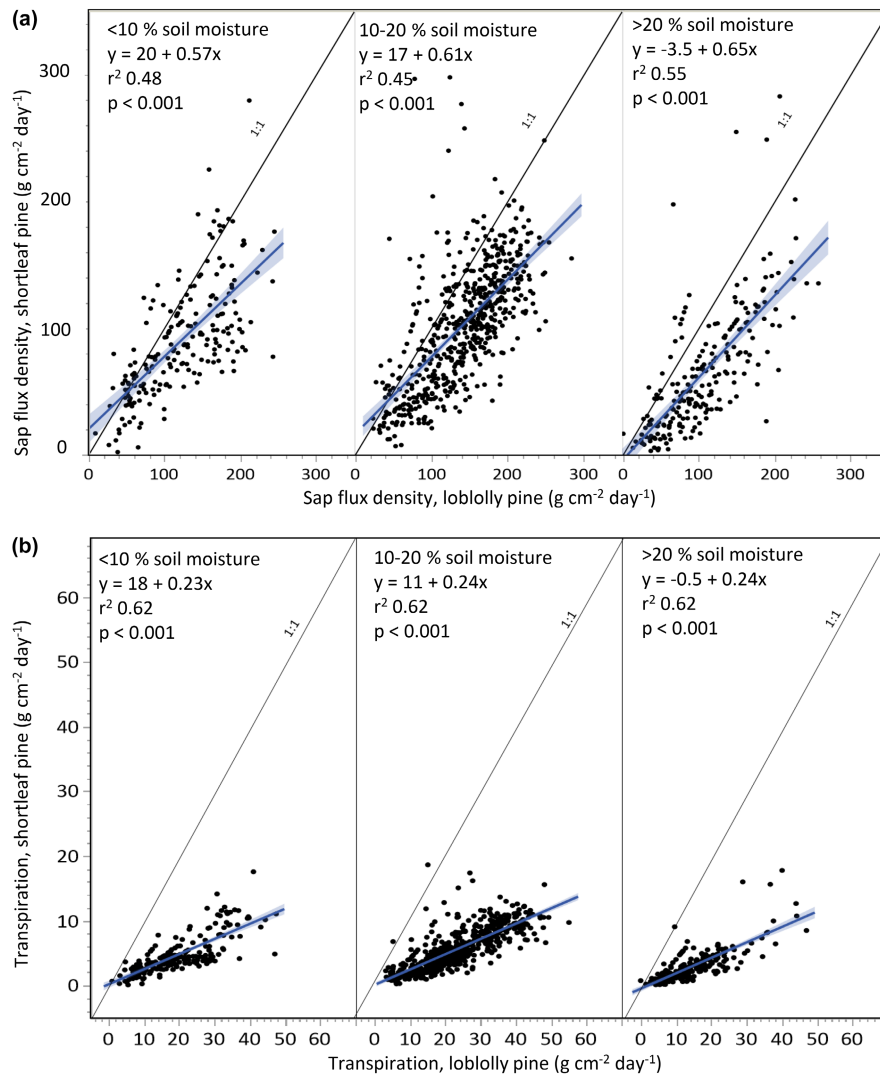 (a)
<10 % soil moisture
y = 20 + 0.57x
r² 0.48
p < 0.001
1:1
10-20 % soil moisture
y = 17 + 0.61x
r² 0.45
p < 0.001
1:1
>20 % soil moisture
y = -3.5 + 0.65x
r² 0.55
p < 0.001
1:1
Sap flux density, shortleaf pine (g cm⁻² day⁻¹)
300
200
100
0
0 100 200 300 0 100 200 300 0 100 200 300
Sap flux density, loblolly pine (g cm⁻² day⁻¹)
(b)
<10 % soil moisture
y = 18 + 0.23x
r² 0.62
p < 0.001
1:1
10-20 % soil moisture
y = 11 + 0.24x
r² 0.62
p < 0.001
1:1
>20 % soil moisture
y = -0.5 + 0.24x
r² 0.62
p < 0.001
1:1
Transpiration, shortleaf pine (g cm⁻² day⁻¹)
60
50
40
30
20
10
0
0 10 20 30 40 50 60 0 10 20 30 40 50 60 0 10 20 30 40 50 60
Transpiration, loblolly pine (g cm⁻² day⁻¹)